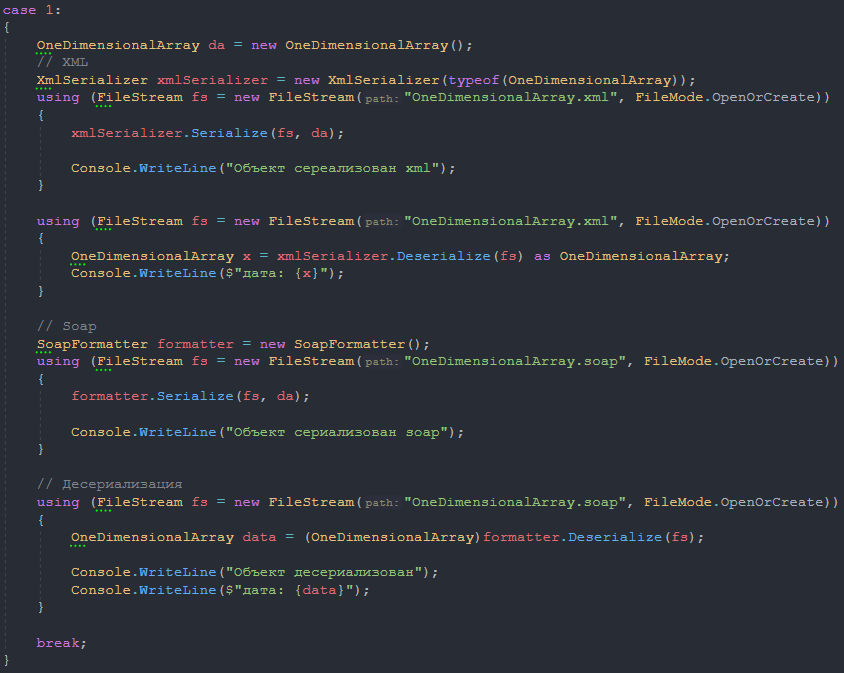 case 1:
{
    OneDimensionalArray da = new OneDimensionalArray();
    // XML
    XmlSerializer xmlSerializer = new XmlSerializer(typeof(OneDimensionalArray));
    using (FileStream fs = new FileStream(path: "OneDimensionalArray.xml", FileMode.OpenOrCreate))
    {
        xmlSerializer.Serialize(fs, da);

        Console.WriteLine("Объект сереализован xml");
    }

    using (FileStream fs = new FileStream(path: "OneDimensionalArray.xml", FileMode.OpenOrCreate))
    {
        OneDimensionalArray x = xmlSerializer.Deserialize(fs) as OneDimensionalArray;
        Console.WriteLine($"дата: {x}");
    }

    // Soap
    SoapFormatter formatter = new SoapFormatter();
    using (FileStream fs = new FileStream(path: "OneDimensionalArray.soap", FileMode.OpenOrCreate))
    {
        formatter.Serialize(fs, da);

        Console.WriteLine("Объект сериализован soap");
    }

    // Десериализация
    using (FileStream fs = new FileStream(path: "OneDimensionalArray.soap", FileMode.OpenOrCreate))
    {
        OneDimensionalArray data = (OneDimensionalArray)formatter.Deserialize(fs);

        Console.WriteLine("Объект десериализован");
        Console.WriteLine($"дата: {data}");
    }

    break;
}